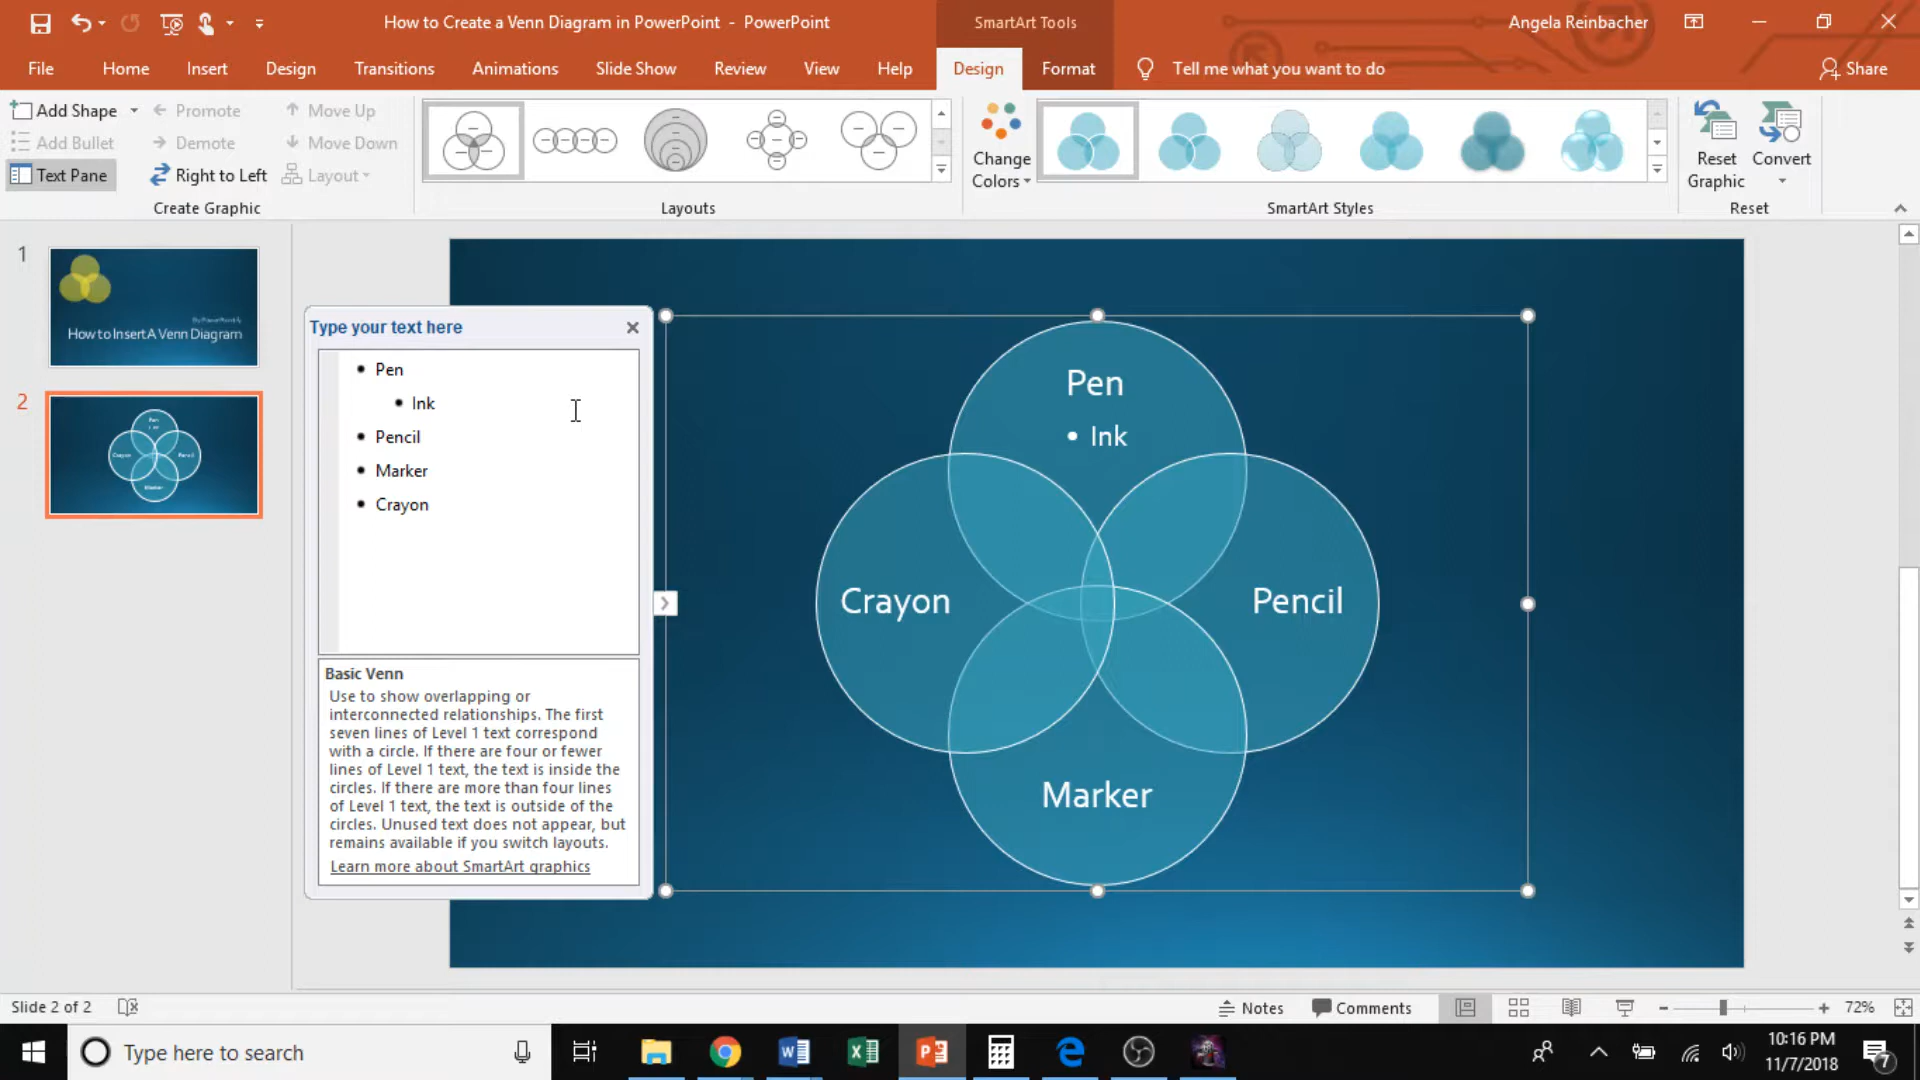 How to Create a Venn Diagram in PowerPoint - PowerPoint
SmartArt Tools
Angela Reinbacher
File Home Insert Design Transitions Animations Slide Show Review View Help Design Format Tell me what you want to do Share
Add Shape Promote Move Up
Add Bullet Demote Move Down
Text Pane Right to Left Layout
Create Graphic
Layouts
Change Colors
SmartArt Styles
Reset Graphic
Convert
Reset
1
How to Insert A Venn Diagram
2
Pen
Crayon
Pencil
Marker
Type your text here
Pen
Ink
Pencil
Marker
Crayon
Basic Venn
Use to show overlapping or
interconnected relationships. The first
seven lines of Level 1 text correspond
with a circle. If there are four or fewer
lines of Level 1 text, the text is inside the
circles. If there are more than four lines
of Level 1 text, the text is outside of the
circles. Unused text does not appear, but
remains available if you switch layouts.
Learn more about SmartArt graphics
Pen
• Ink
Crayon
Pencil
Marker
Slide 2 of 2
Notes
Comments
72%
Type here to search
10:16 PM
11/7/2018
7